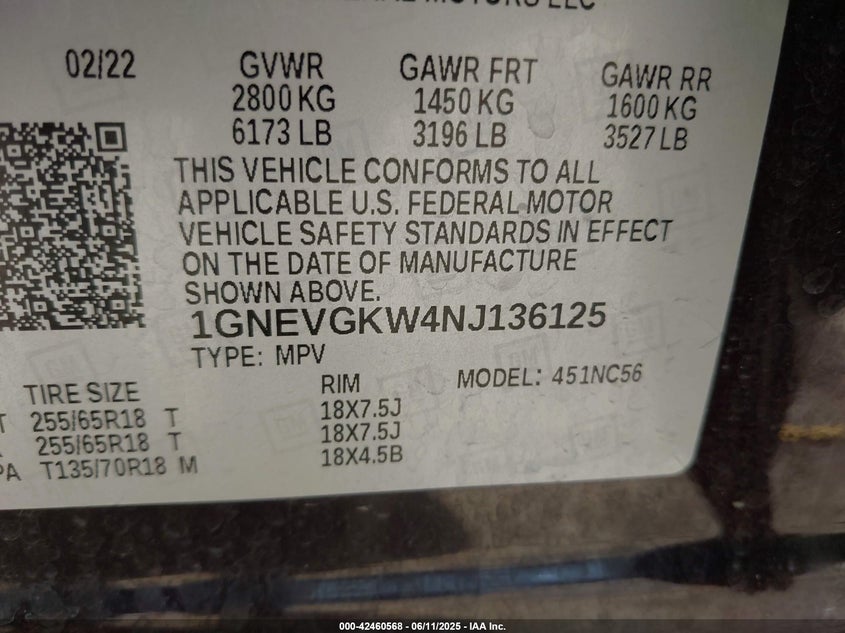 MOTORS LLC
02/22 GVWR GAWR FRT GAWR RR
2800 KG 1450 KG 1600 KG
6173 LB 3196 LB 3527 LB
THIS VEHICLE CONFORMS TO ALL
APPLICABLE U.S. FEDERAL MOTOR
VEHICLE SAFETY STANDARDS IN EFFECT
ON THE DATE OF MANUFACTURE
SHOWN ABOVE.
1GNEVGKW4NJ136125
TYPE: MPV MODEL: 451NC56
TIRE SIZE RIM
255/65R18 T 18X7.5J
255/65R18 T 18X7.5J
PA T135/70R18 M 18X4.5B
000-42460568 - 06/11/2025 - IAA Inc.